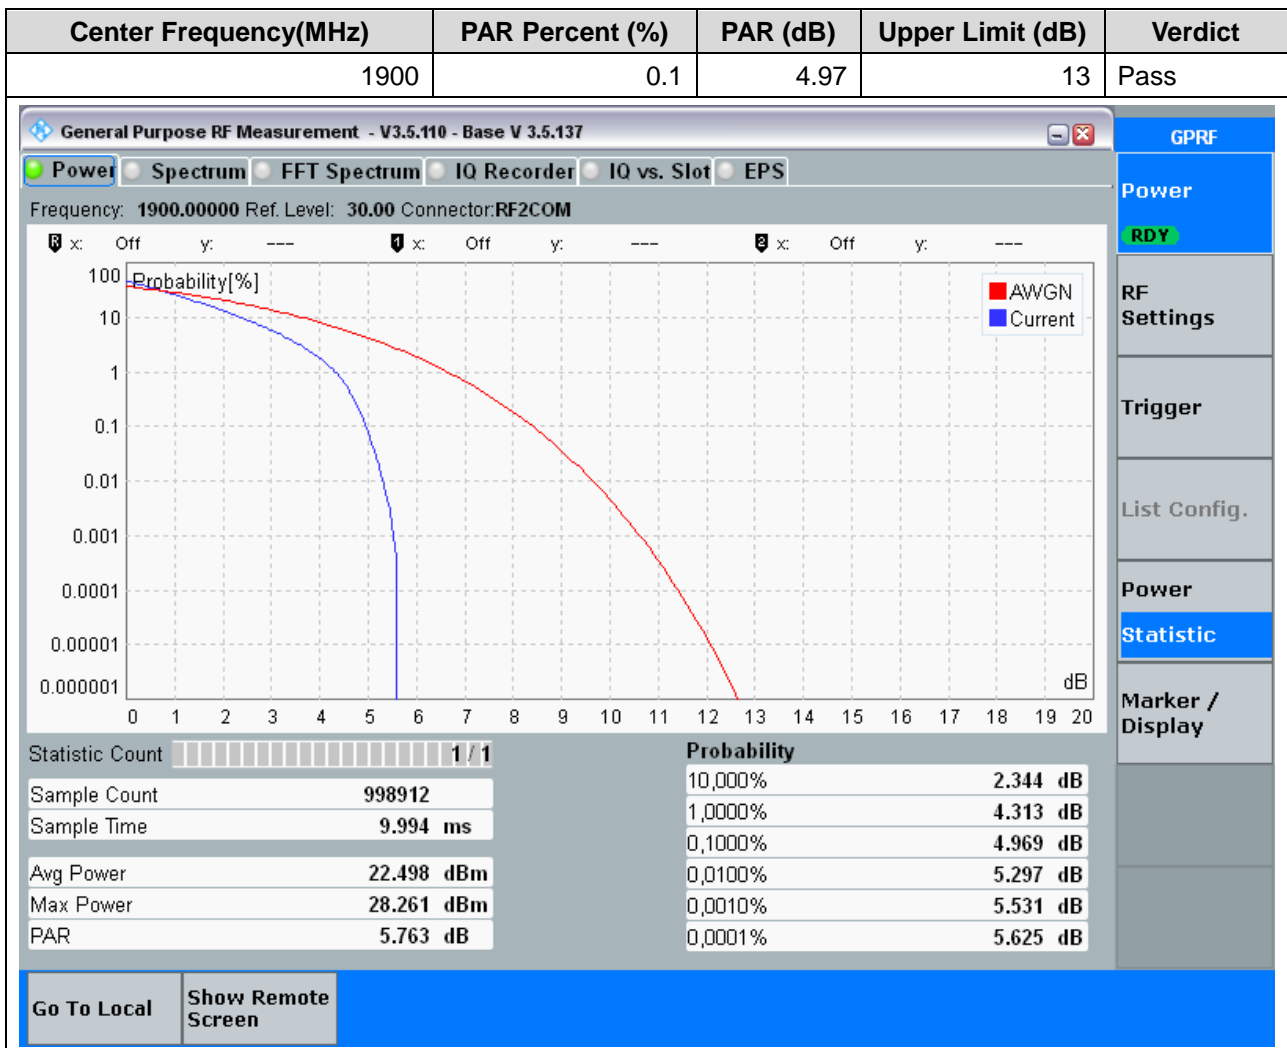 Center Frequency(MHz) PAR Percent (%) PAR (dB) Upper Limit (dB) Verdict
1900 0.1 4.97 13 Pass
General Purpose RF Measurement - V3.5.110 - Base V 3.5.137
GPRF
Power Spectrum FFT Spectrum IQ Recorder IQ vs. Slot EPS
Frequency: 1900.00000 Ref. Level: 30.00 Connector:RF2COM
R x: Off y: --- 1 x: Off y: --- 2 x: Off y: ---
Probability[%]
AWGN
Current
100
10
1
0.1
0.01
0.001
0.0001
0.00001
0.000001
dB
0 1 2 3 4 5 6 7 8 9 10 11 12 13 14 15 16 17 18 19 20
Statistic Count 1 / 1
Sample Count 998912
Sample Time 9.994 ms
Avg Power 22.498 dBm
Max Power 28.261 dBm
PAR 5.763 dB
Probability
10,000% 2.344 dB
1,0000% 4.313 dB
0,1000% 4.969 dB
0,0100% 5.297 dB
0,0010% 5.531 dB
0,0001% 5.625 dB
Power
RDY
RF
Settings
Trigger
List Config.
Power
Statistic
Marker /
Display
Go To Local
Show Remote
Screen